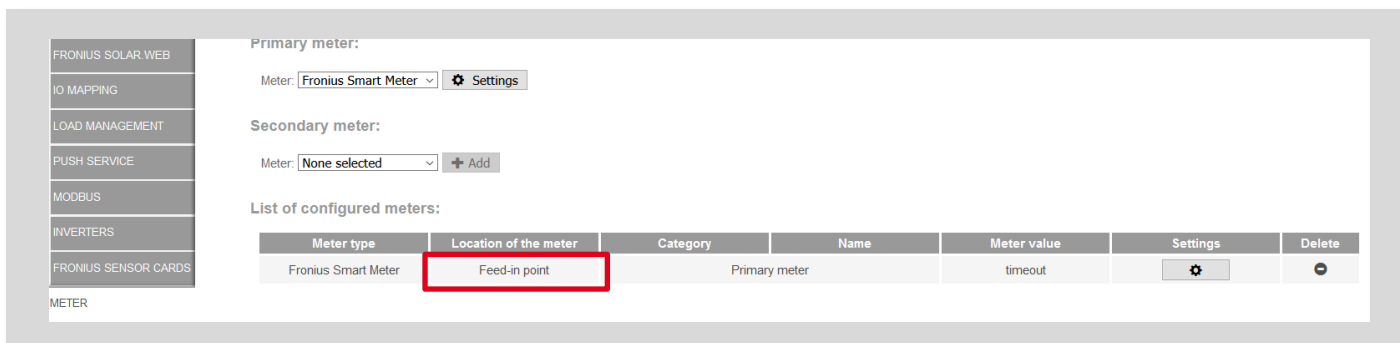 FRONIUS SOLAR.WEB
IO MAPPING
LOAD MANAGEMENT
PUSH SERVICE
MODBUS
INVERTERS
FRONIUS SENSOR CARDS
METER
Primary meter:
Meter: Fronius Smart Meter Settings
Secondary meter:
Meter: None selected Add
List of configured meters:
Meter type Location of the meter Category Name Meter value Settings Delete
Fronius Smart Meter Feed-in point Primary meter timeout